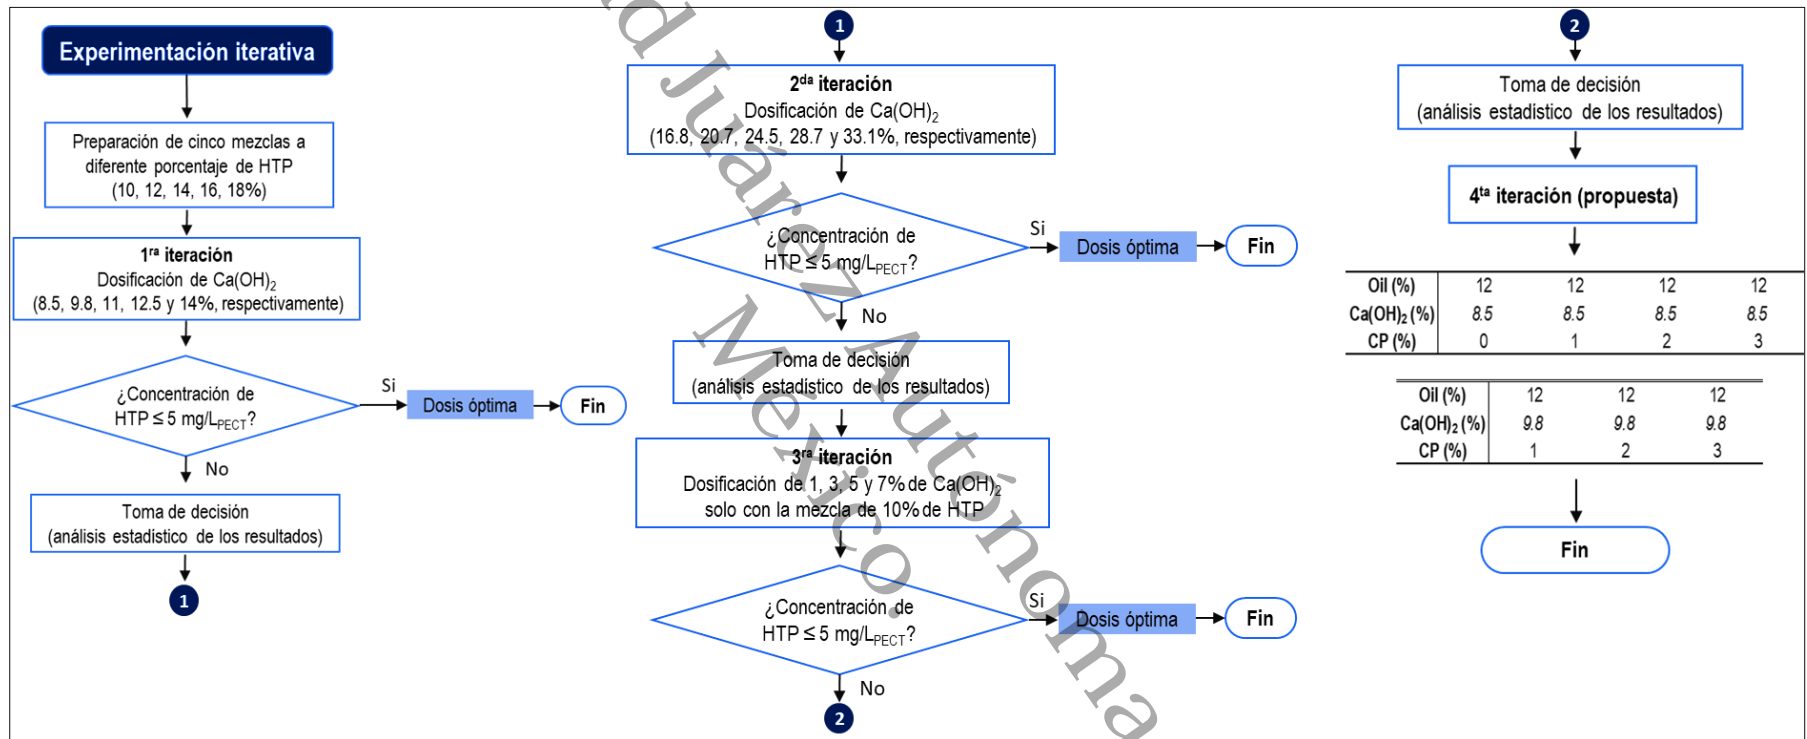 Experimentación iterativa
Preparación de cinco mezclas a
diferente porcentaje de HTP
(10, 12, 14, 16, 18%)
1ra iteración
Dosificación de Ca(OH)2
(8.5, 9.8, 11, 12.5 y 14%, respectivamente)
¿Concentración de
HTP ≤ 5 mg/LPECT?
Si
Dosis óptima
Fin
No
Toma de decisión
(análisis estadístico de los resultados)
1
1
2da iteración
Dosificación de Ca(OH)2
(16.8, 20.7, 24.5, 28.7 y 33.1%, respectivamente)
¿Concentración de
HTP ≤ 5 mg/LPECT?
Si
Dosis óptima
Fin
No
Toma de decisión
(análisis estadístico de los resultados)
3ra iteración
Dosificación de 1, 3, 5 y 7% de Ca(OH)2
solo con la mezcla de 10% de HTP
¿Concentración de
HTP ≤ 5 mg/LPECT?
Si
Dosis óptima
Fin
No
2
2
Toma de decisión
(análisis estadístico de los resultados)
4ta iteración (propuesta)
Oil (%) 12 12 12 12
Ca(OH)2 (%) 8.5 8.5 8.5 8.5
CP (%) 0 1 2 3
Oil (%) 12 12 12
Ca(OH)2 (%) 9.8 9.8 9.8
CP (%) 1 2 3
Fin
Juárez Autónoma
México.